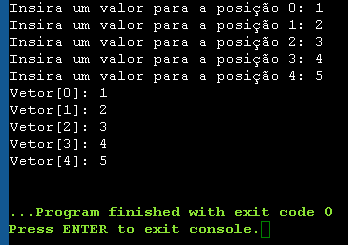 Insira um valor para a posição 0: 1
Insira um valor para a posição 1: 2
Insira um valor para a posição 2: 3
Insira um valor para a posição 3: 4
Insira um valor para a posição 4: 5
Vetor[0]: 1
Vetor[1]: 2
Vetor[2]: 3
Vetor[3]: 4
Vetor[4]: 5
...Program finished with exit code 0
Press ENTER to exit console.